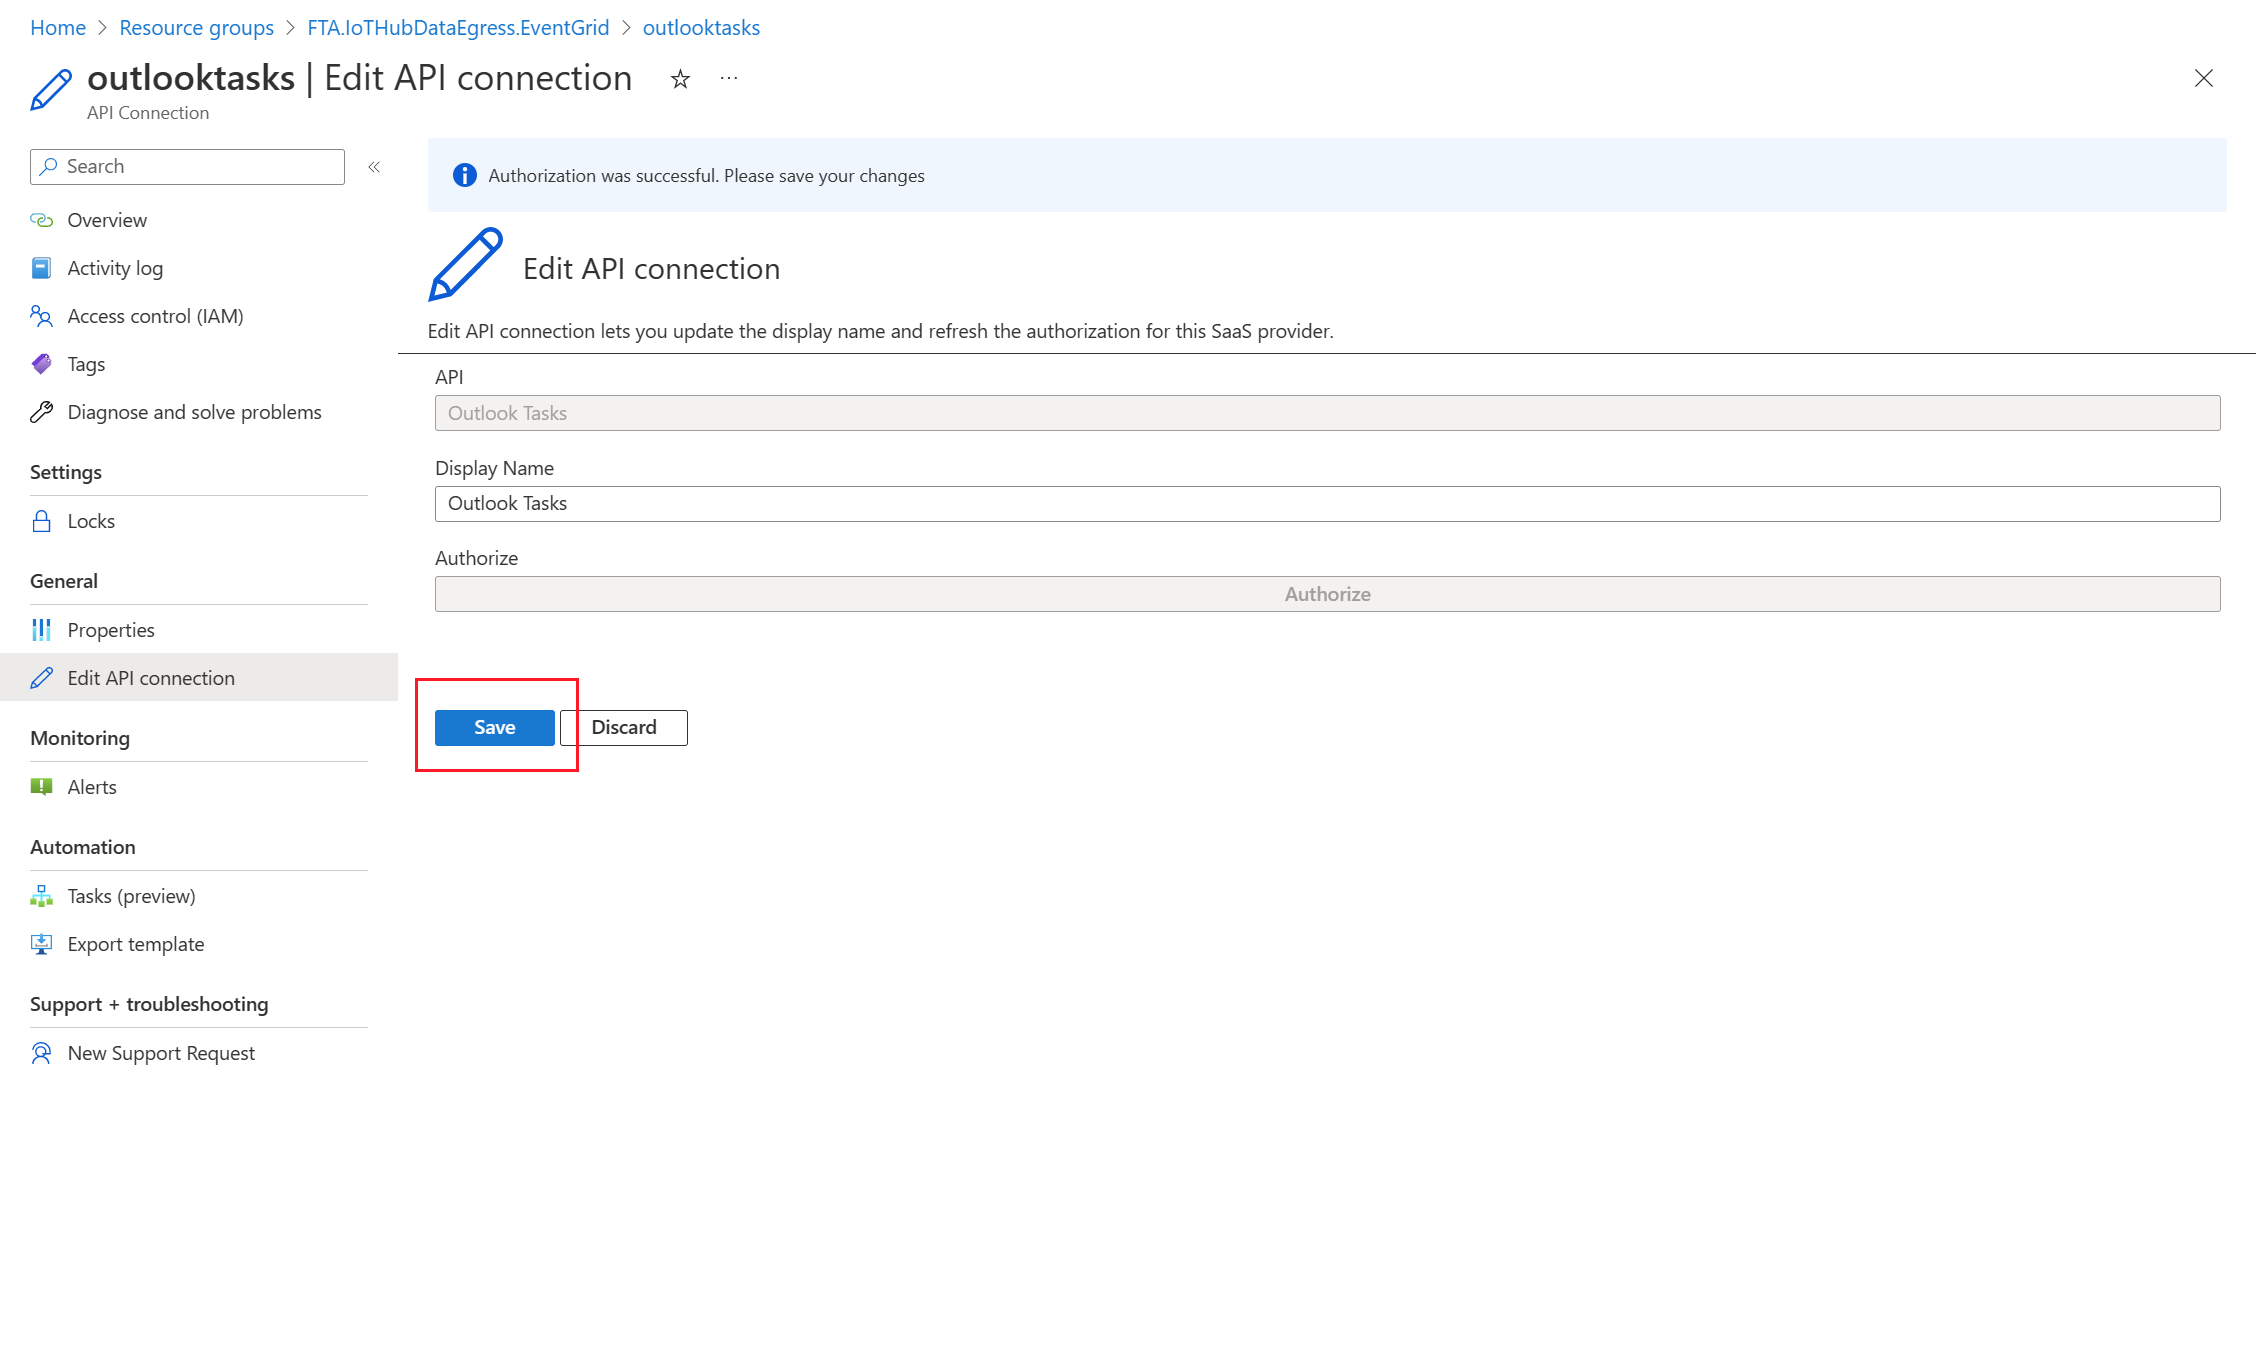 Home > Resource groups > FTA.IoTHubDataEgress.EventGrid > outlooktasks
outlooktasks | Edit API connection ☆ ···
API Connection
Search «
Overview
Activity log
Access control (IAM)
Tags
Diagnose and solve problems
Settings
Locks
General
Properties
Edit API connection
Monitoring
Alerts
Automation
Tasks (preview)
Export template
Support + troubleshooting
New Support Request
Authorization was successful. Please save your changes
Edit API connection
Edit API connection lets you update the display name and refresh the authorization for this SaaS provider.
API
Outlook Tasks
Display Name
Outlook Tasks
Authorize
Authorize
Save Discard